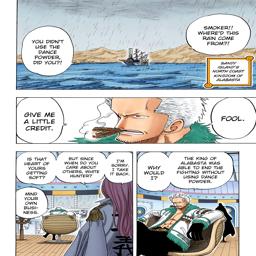 SMOKER!!
WHERE'D THIS
RAIN COME
FROM?!
YOU DIDN'T
USE THE
DANCE
POWDER,
DID YOU?!
SANDY
ISLAND'S
NORTH COAST
KINGDOM OF
ALABASTA
FOOL.
GIVE ME
A LITTLE
CREDIT.
THE KING OF
ALABASTA WAS
ABLE TO END THE
FIGHTING WITHOUT
USING DANCE
POWDER.
WHY
WOULD
I?
I'M
SORRY.
I TAKE
IT BACK.
BUT SINCE
WHEN DO YOU
CARE ABOUT
OTHERS, WHITE
HUNTER?
IS THAT
HEART OF
YOURS
GETTING
SOFT?
MIND
YOUR
OWN
BUSI-
NESS.